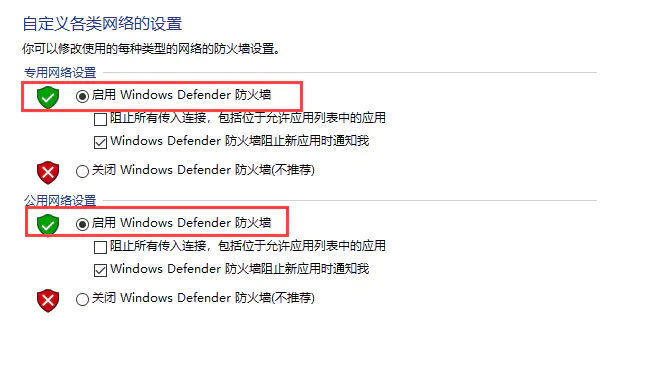 自定义各类网络的设置
你可以修改使用的每种类型的网络的防火墙设置。
专用网络设置
启用 Windows Defender 防火墙
阻止所有传入连接，包括位于允许应用列表中的应用
Windows Defender 防火墙阻止新应用时通知我
关闭 Windows Defender 防火墙(不推荐)
公用网络设置
启用 Windows Defender 防火墙
阻止所有传入连接，包括位于允许应用列表中的应用
Windows Defender 防火墙阻止新应用时通知我
关闭 Windows Defender 防火墙(不推荐)